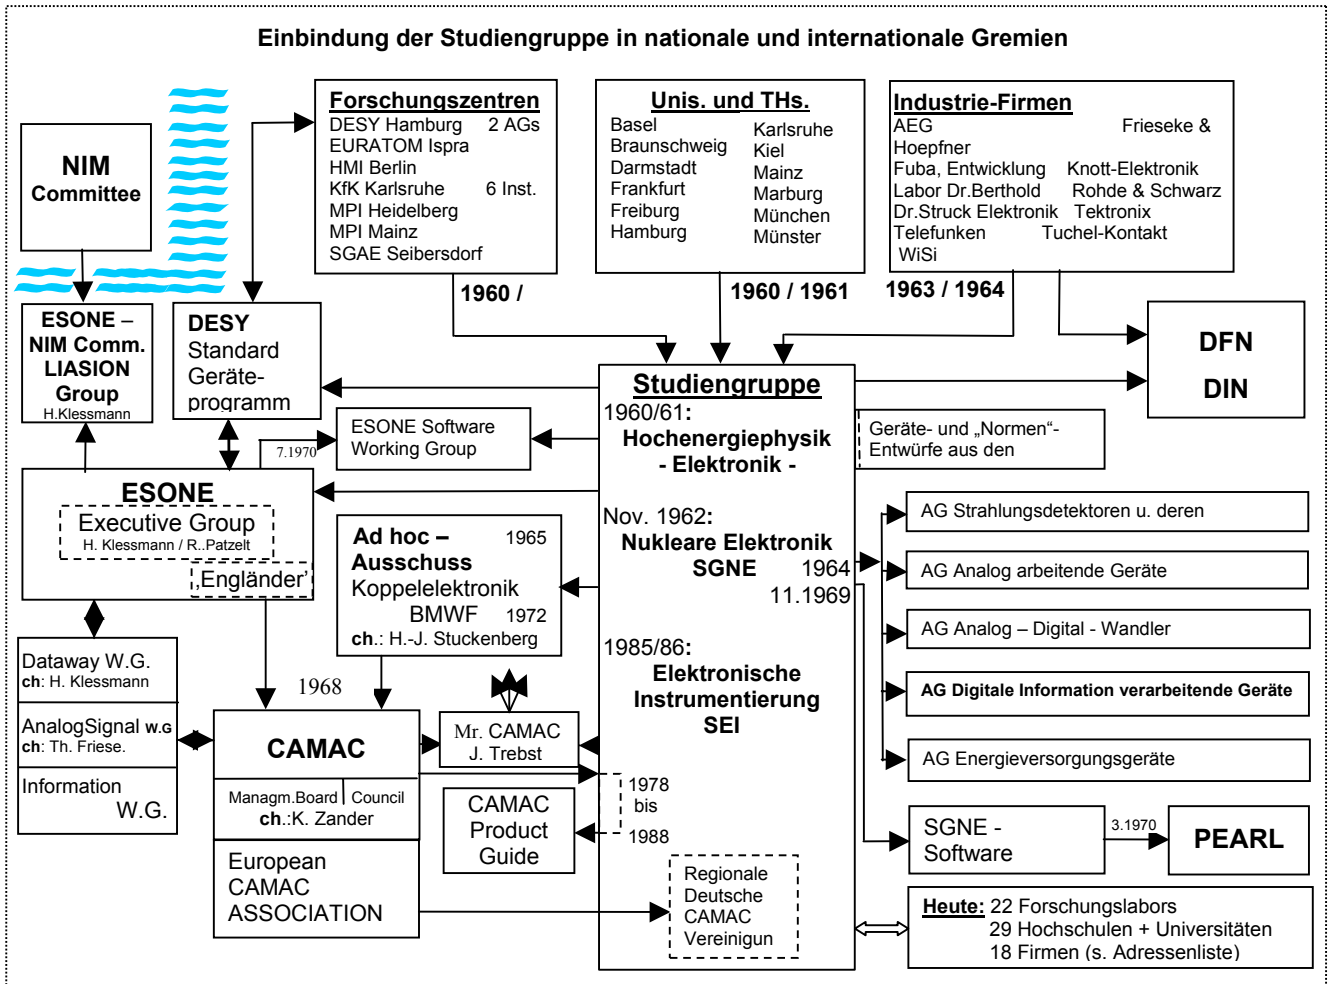 Einbindung der Studiengruppe in nationale und internationale Gremien
NIM
Committee
Forschungszentren
DESY Hamburg 2 AGs
EURATOM Ispra
HMI Berlin
KfK Karlsruhe 6 Inst.
MPI Heidelberg
MPI Mainz
SGAE Seibersdorf
Unis. und THs.
Basel
Braunschweig
Darmstadt
Frankfurt
Freiburg
Hamburg
Karlsruhe
Kiel
Mainz
Marburg
München
Münster
Industrie-Firmen
AEG Frieseke &
Hoepfner
Fuba, Entwicklung Knott-Elektronik
Labor Dr.Berthold Rohde & Schwarz
Dr.Struck Elektronik Tektronix
Telefunken Tuchel-Kontakt
WiSi
1960 /
1960 / 1961
1963 / 1964
ESONE –
NIM Comm.
LIASION
Group
H.Klessmann
DESY
Standard
Geräte-
programm
DFN
DIN
ESONE Software
Working Group
7.1970
Studiengruppe
1960/61:
Hochenergiephysik
- Elektronik -
Nov. 1962:
Nukleare Elektronik
SGNE 1964
11.1969
1985/86:
Elektronische
Instrumentierung
SEI
Geräte- und „Normen“-
Entwürfe aus den
ESONE
Executive Group
H. Klessmann / R..Patzelt
‚Engländer’
Ad hoc – 1965
Ausschuss
Koppelelektronik
BMWF 1972
ch.: H.-J. Stuckenberg
AG Strahlungsdetektoren u. deren
AG Analog arbeitende Geräte
AG Analog – Digital - Wandler
AG Digitale Information verarbeitende Geräte
AG Energieversorgungsgeräte
Dataway W.G.
ch: H. Klessmann
AnalogSignal W.G
ch: Th. Friese.
Information
W.G.
1968
CAMAC
Managm.Board Council
ch.:K. Zander
European
CAMAC
ASSOCIATION
Mr. CAMAC
J. Trebst
CAMAC
Product
Guide
1978
bis
1988
Regionale
Deutsche
CAMAC
Vereinigun
SGNE -
Software
3.1970
PEARL
Heute: 22 Forschungslabors
29 Hochschulen + Universitäten
18 Firmen (s. Adressenliste)